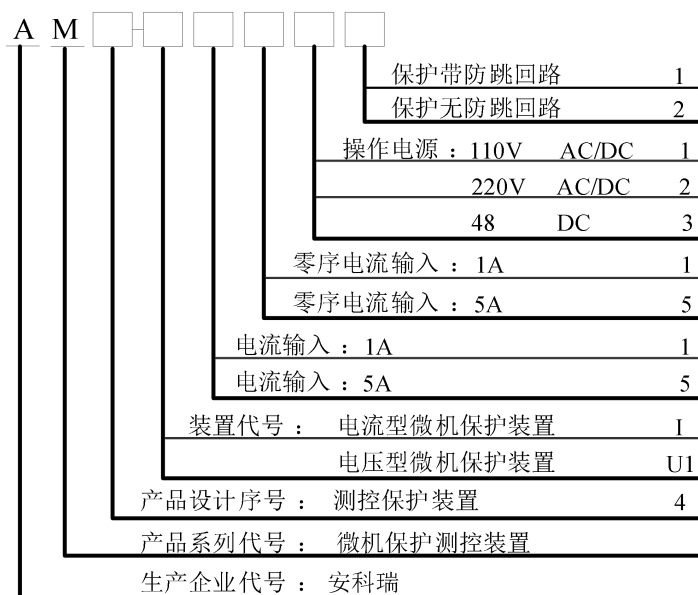 A M □-□ □ □ □ □
保护带防跳回路 1
保护无防跳回路 2
操作电源：110V AC/DC 1
220V AC/DC 2
48 DC 3
零序电流输入：1A 1
零序电流输入：5A 5
电流输入：1A 1
电流输入：5A 5
装置代号： 电流型微机保护装置 I
电压型微机保护装置 U1
产品设计序号： 测控保护装置 4
产品系列代号： 微机保护测控装置
生产企业代号： 安科瑞